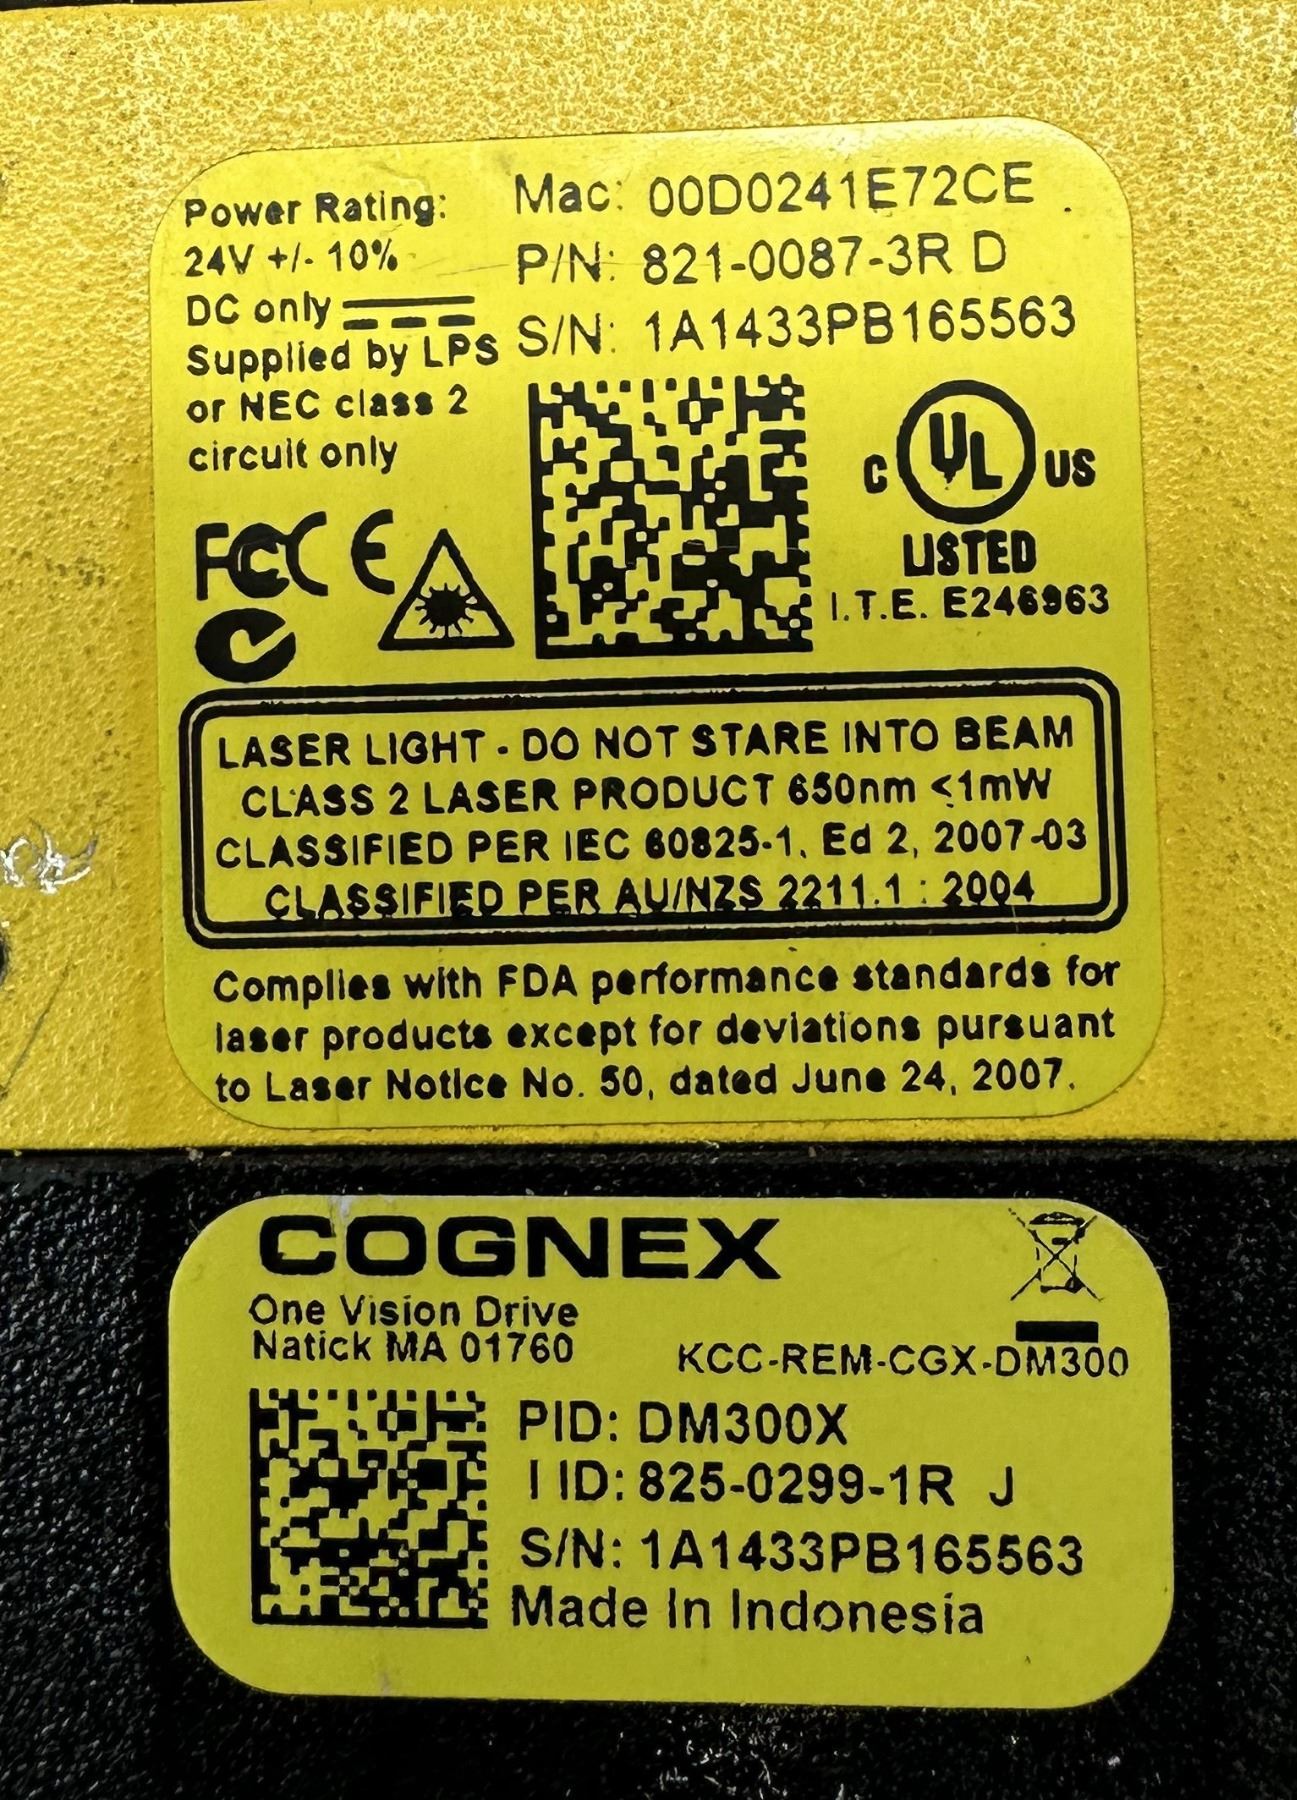 Power Rating:
24V +/- 10%
DC only
Supplied by LPS
or NEC class 2
circuit only
Mac: 00D0241E72CE
P/N: 821-0087-3R D
S/N: 1A1433PB165563
FCC CE
C UL US
LISTED
I.T.E. E246963
LASER LIGHT - DO NOT STARE INTO BEAM
CLASS 2 LASER PRODUCT 650nm <1mW
CLASSIFIED PER IEC 60825-1, Ed 2, 2007-03
CLASSIFIED PER AU/NZS 2211.1 : 2004
Complies with FDA performance standards for
laser products except for deviations pursuant
to Laser Notice No. 50, dated June 24, 2007.
COGNEX
One Vision Drive
Natick MA 01760
KCC-REM-CGX-DM300
PID: DM300X
I ID: 825-0299-1R J
S/N: 1A1433PB165563
Made In Indonesia